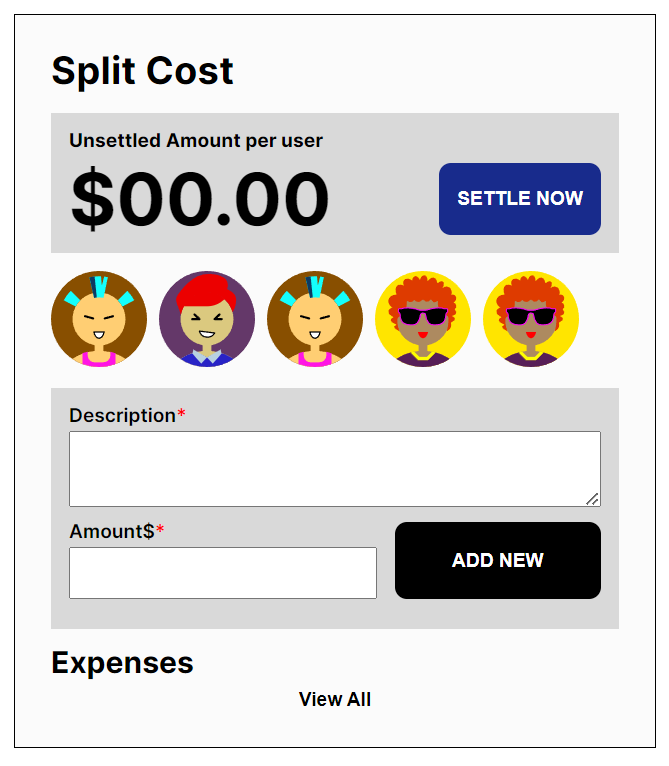 Split Cost
Unsettled Amount per user
$00.00
SETTLE NOW
Description*
Amount$*
ADD NEW
Expenses
View All